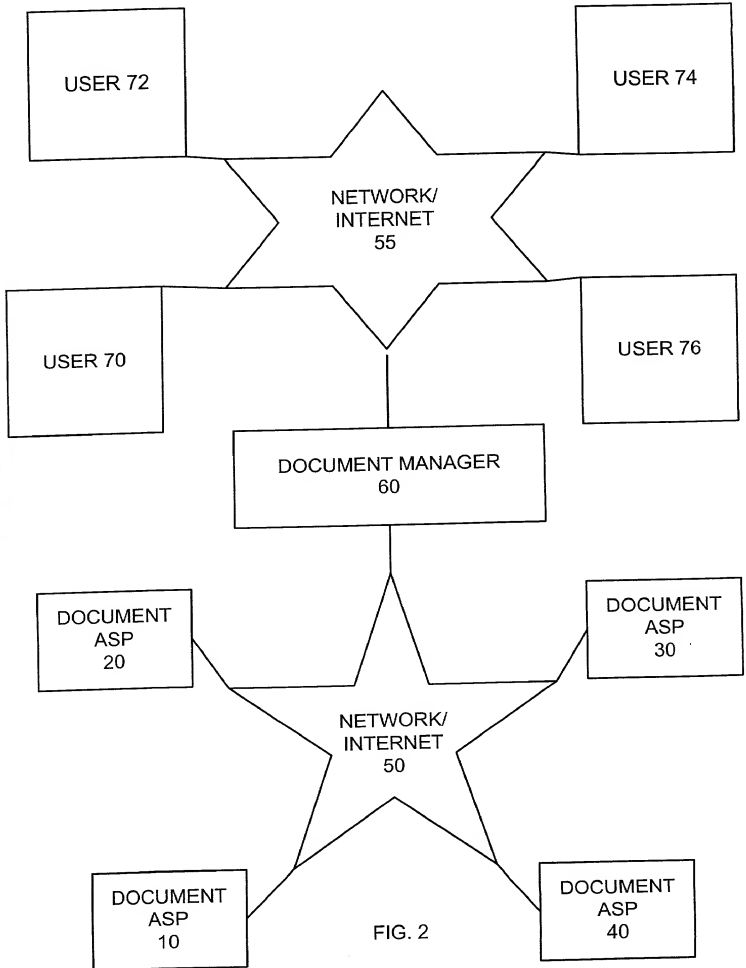 USER 72
USER 74
NETWORK/
INTERNET
55
USER 70
USER 76
DOCUMENT MANAGER
60
DOCUMENT
ASP
20
DOCUMENT
ASP
30
NETWORK/
INTERNET
50
DOCUMENT
ASP
10
DOCUMENT
ASP
40
FIG. 2